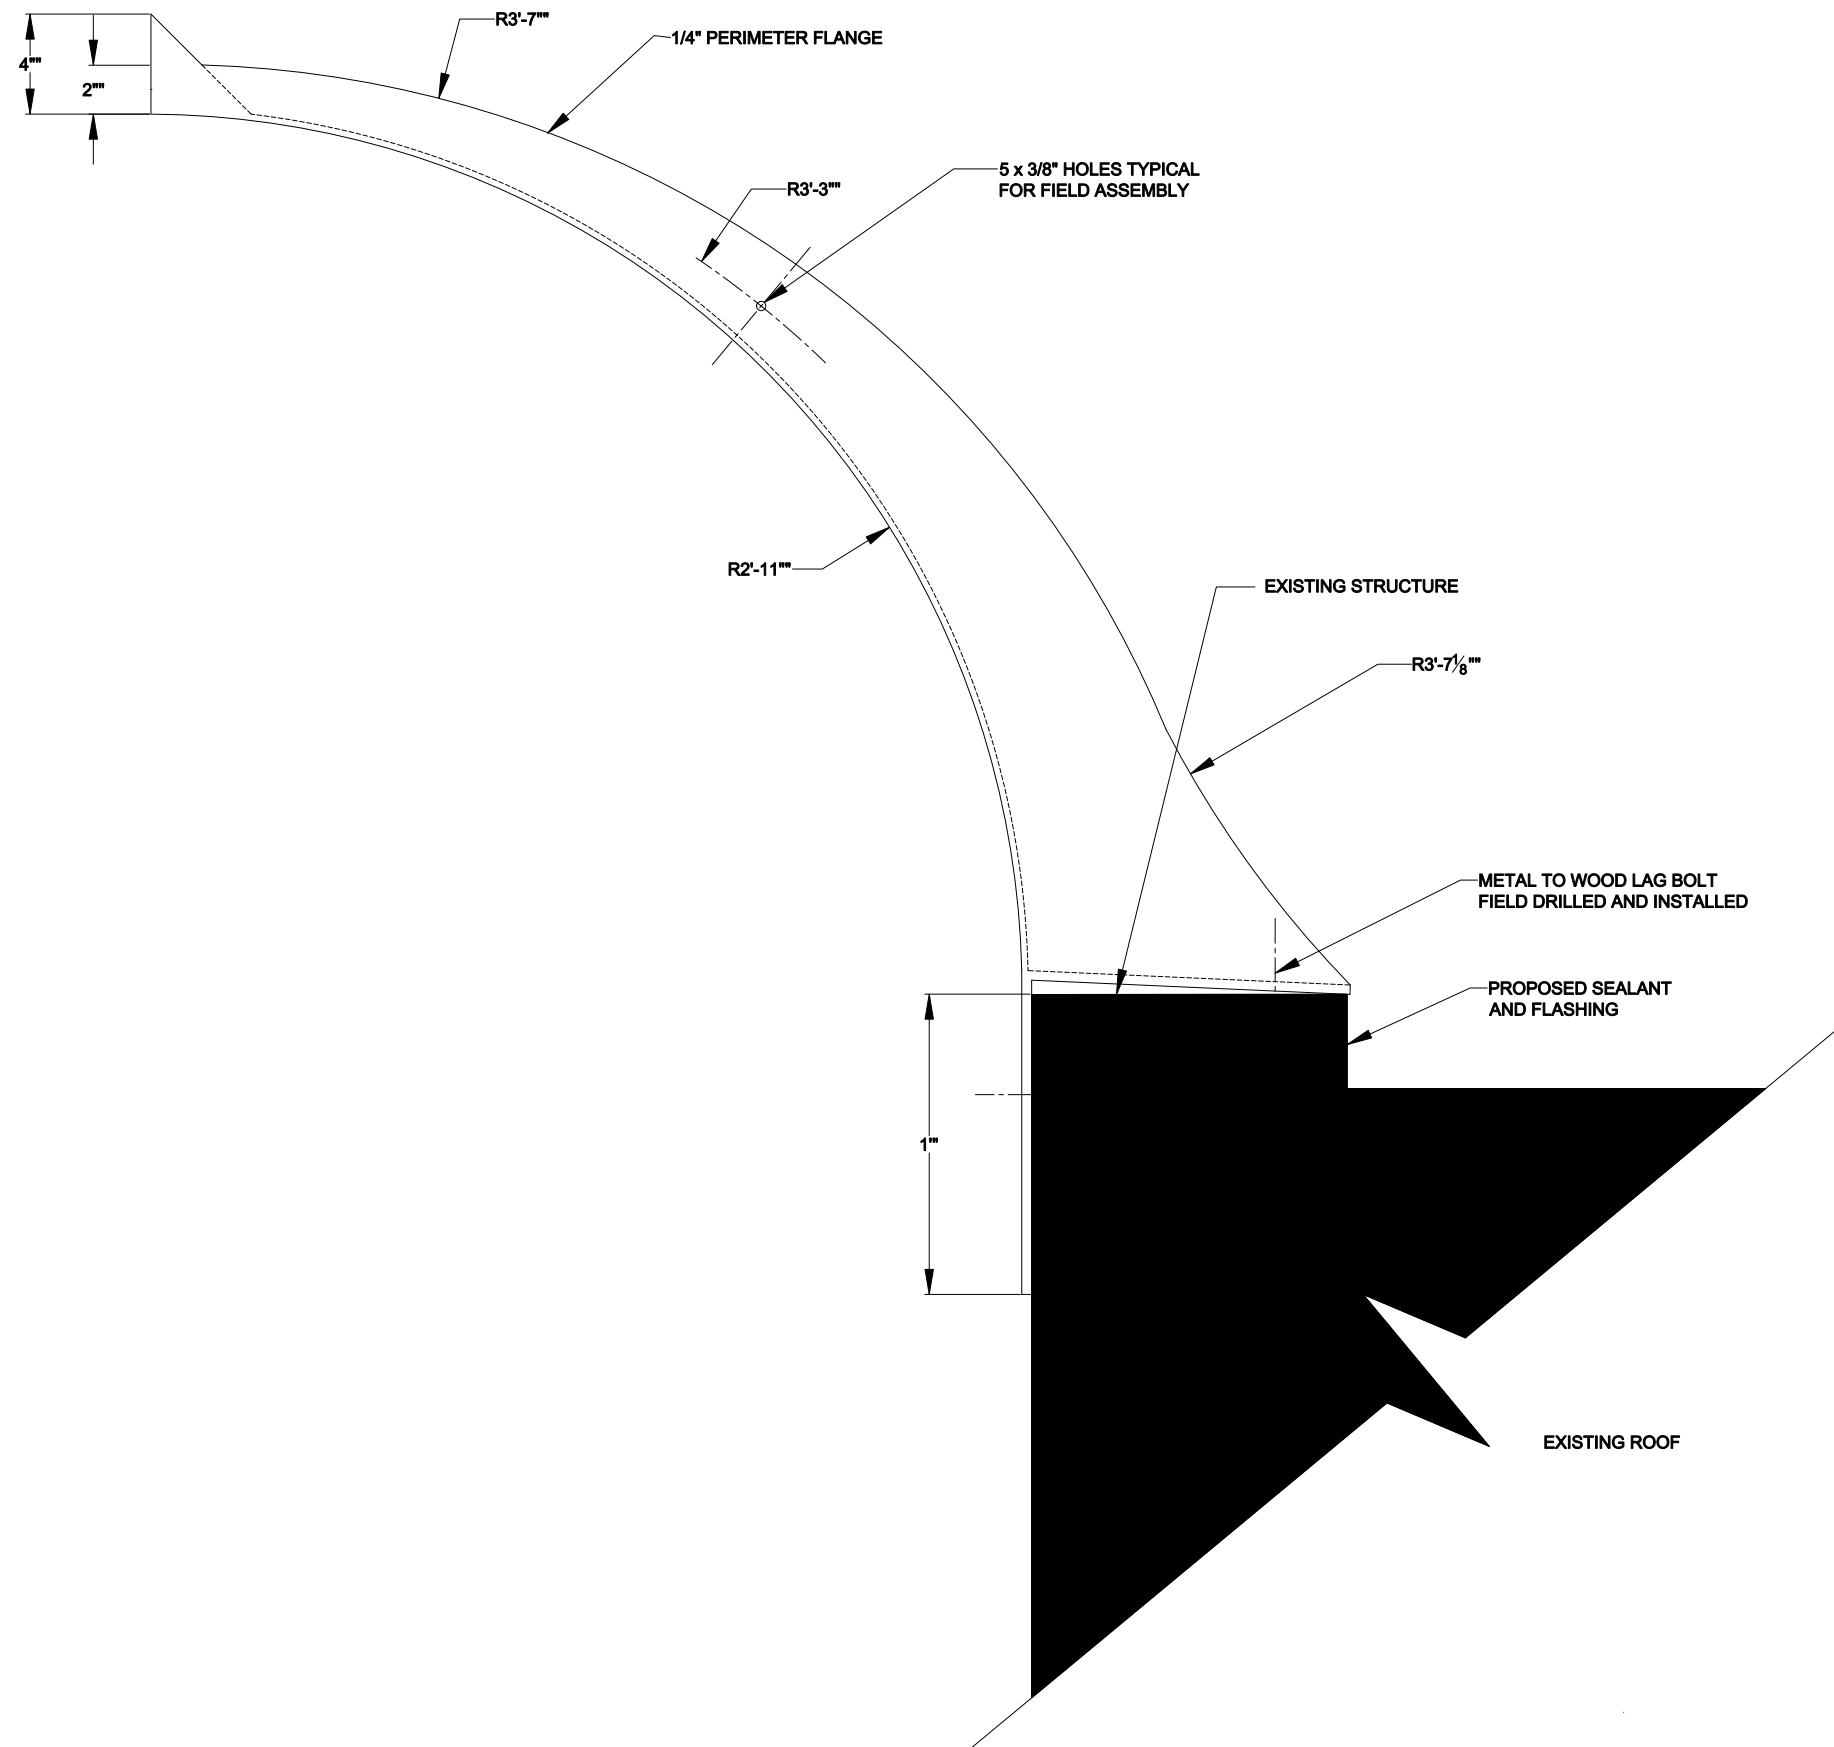 R3'-7""
1/4" PERIMETER FLANGE
4""
2""
5 x 3/8" HOLES TYPICAL
FOR FIELD ASSEMBLY
R3'-3""
R2'-11""
EXISTING STRUCTURE
R3'-7 1/8""
METAL TO WOOD LAG BOLT
FIELD DRILLED AND INSTALLED
PROPOSED SEALANT
AND FLASHING
1'"
EXISTING ROOF